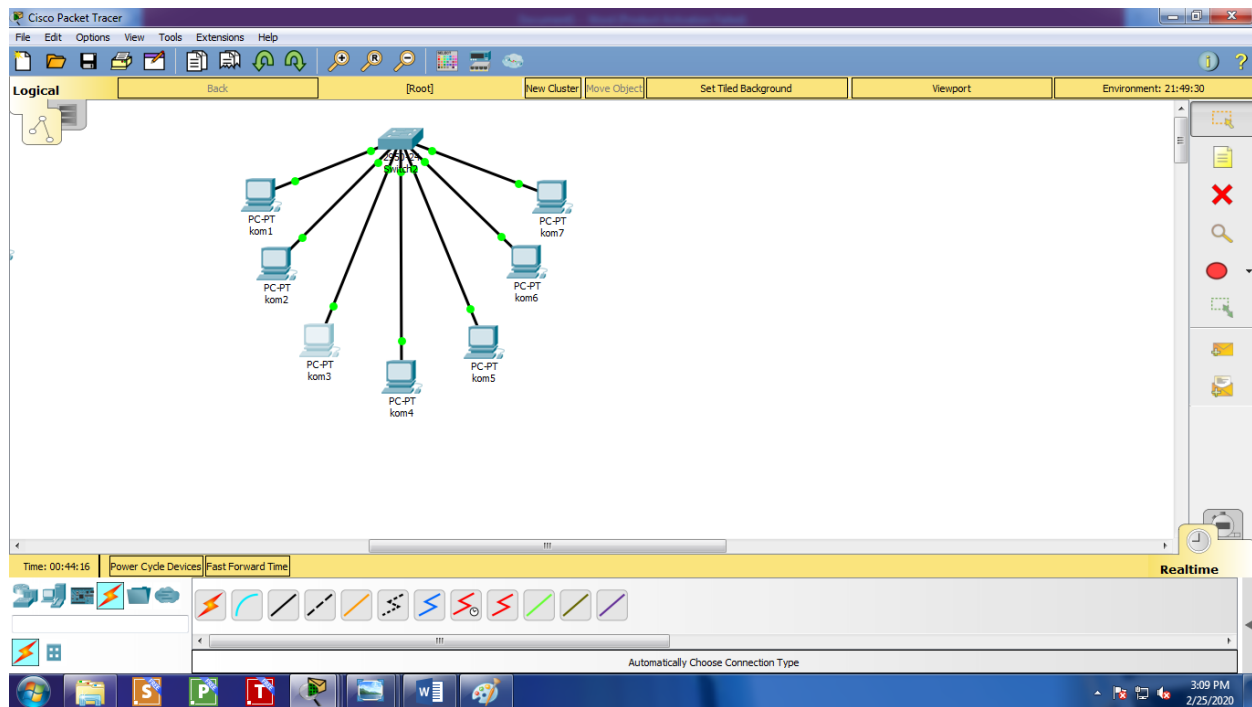 Cisco Packet Tracer
File Edit Options View Tools Extensions Help
Logical
Back
[Root]
New Cluster
Move Object
Set Tiled Background
Viewport
Environment: 21:49:30
2950-24
Switch2
PC-PT
kom1
PC-PT
kom7
PC-PT
kom2
PC-PT
kom6
PC-PT
kom3
PC-PT
kom5
PC-PT
kom4
Time: 00:44:16
Power Cycle Devices
Fast Forward Time
Realtime
Automatically Choose Connection Type
3:09 PM
2/25/2020